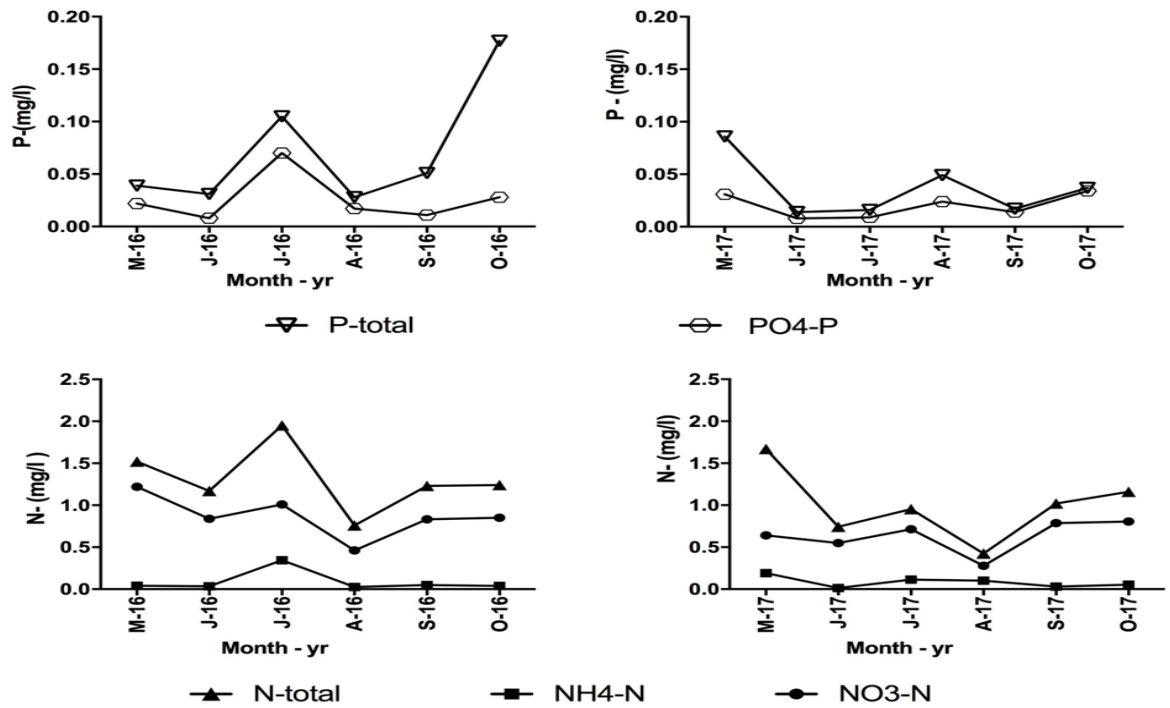 0.20
0.15
0.10
0.05
0.00
P-(mg/l)
M-16
J-16
J-16
A-16
S-16
O-16
Month - yr
0.20
0.15
0.10
0.05
0.00
P - (mg/l)
M-17
J-17
J-17
A-17
S-17
O-17
Month - yr
P-total
PO4-P
2.5
2.0
1.5
1.0
0.5
0.0
N- (mg/l )
M-16
J-16
J-16
A-16
S-16
O-16
Month - yr
2.5
2.0
1.5
1.0
0.5
0.0
N- (mg/l)
M-17
J-17
J-17
A-17
S-17
O-17
Month - yr
N-total
NH4-N
NO3-N